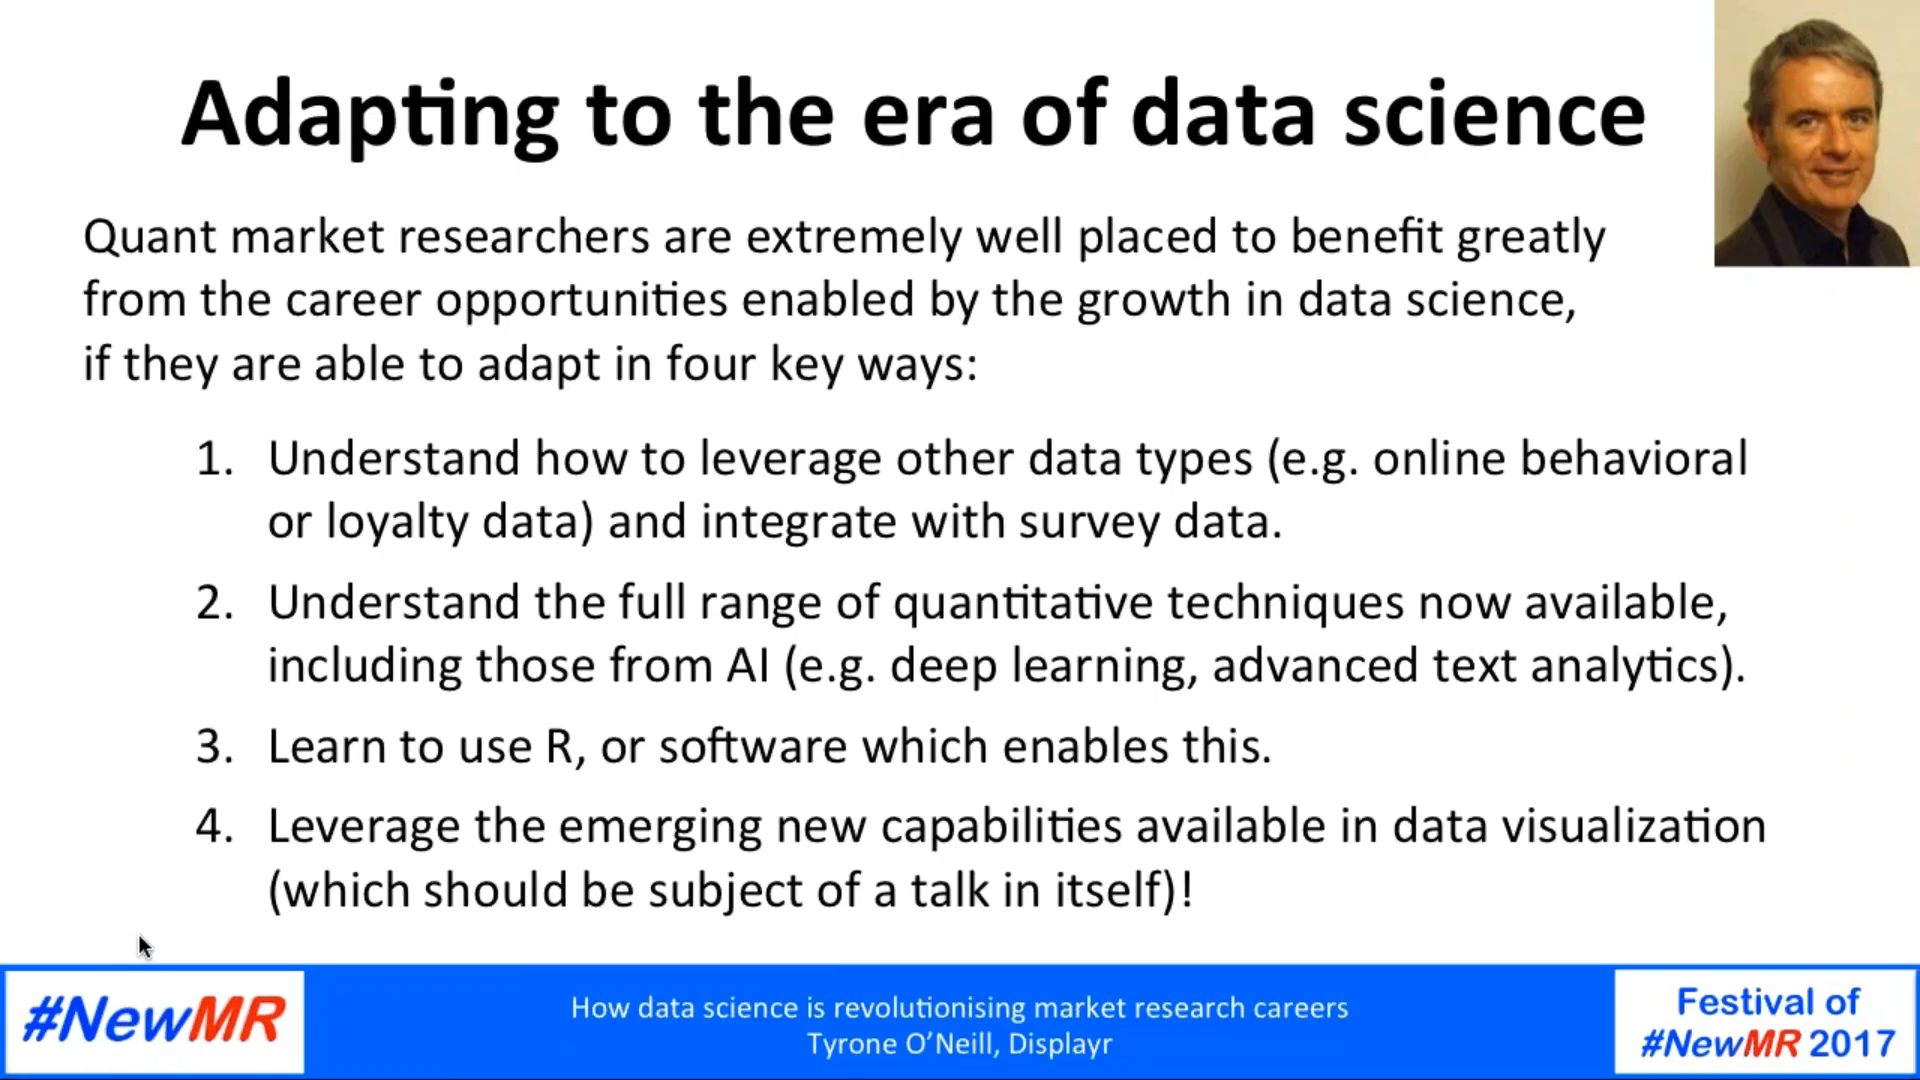 Adapting to the era of data science
Quant market researchers are extremely well placed to benefit greatly
from the career opportunities enabled by the growth in data science,
if they are able to adapt in four key ways:
1. Understand how to leverage other data types (e.g. online behavioral
or loyalty data) and integrate with survey data.
2. Understand the full range of quantitative techniques now available,
including those from AI (e.g. deep learning, advanced text analytics).
3. Learn to use R, or software which enables this.
4. Leverage the emerging new capabilities available in data visualization
(which should be subject of a talk in itself)!
#NewMR
How data science is revolutionising market research careers
Tyrone O’Neill, Displayr
Festival of
#NewMR 2017